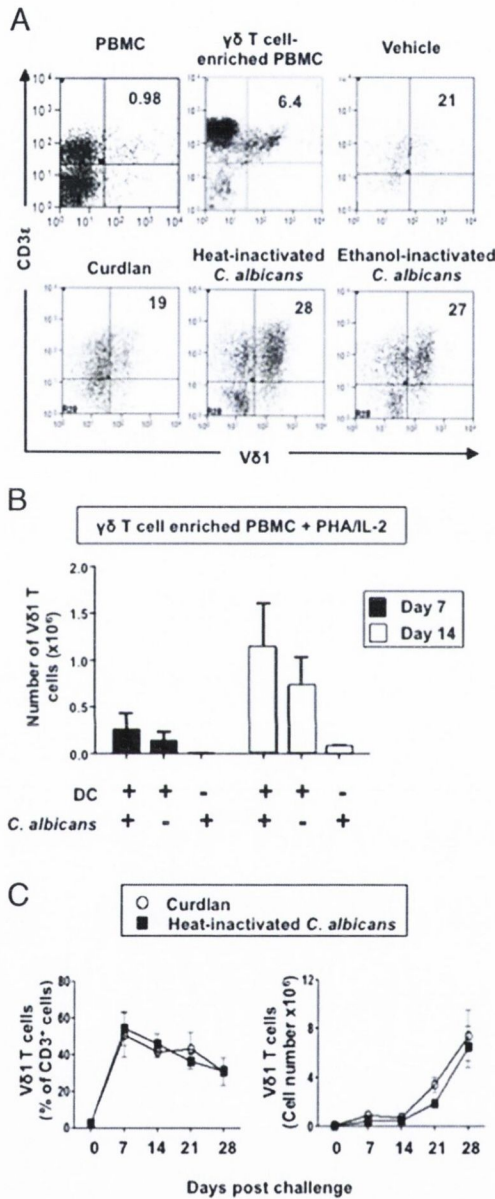 A
PBMC
γδ T cell-
enriched PBMC
Vehicle
0.98
6.4
21
Curdlan
Heat-inactivated
C. albicans
Ethanol-inactivated
C. albicans
19
28
27
CD3ε
Vδ1
B
γδ T cell enriched PBMC + PHA/IL-2
Number of Vδ1 T
cells (x10⁶)
2.0
1.5
1.0
0.5
0.0
Day 7
Day 14
DC + + - + + -
C. albicans + - + + - +
C
Curdlan
Heat-inactivated C. albicans
Vδ1 T cells
(% of CD3⁺ cells)
80
60
40
20
0
0 7 14 21 28
Vδ1 T cells
(Cell number x10⁶)
12
8
4
0
0 7 14 21 28
Days post challenge